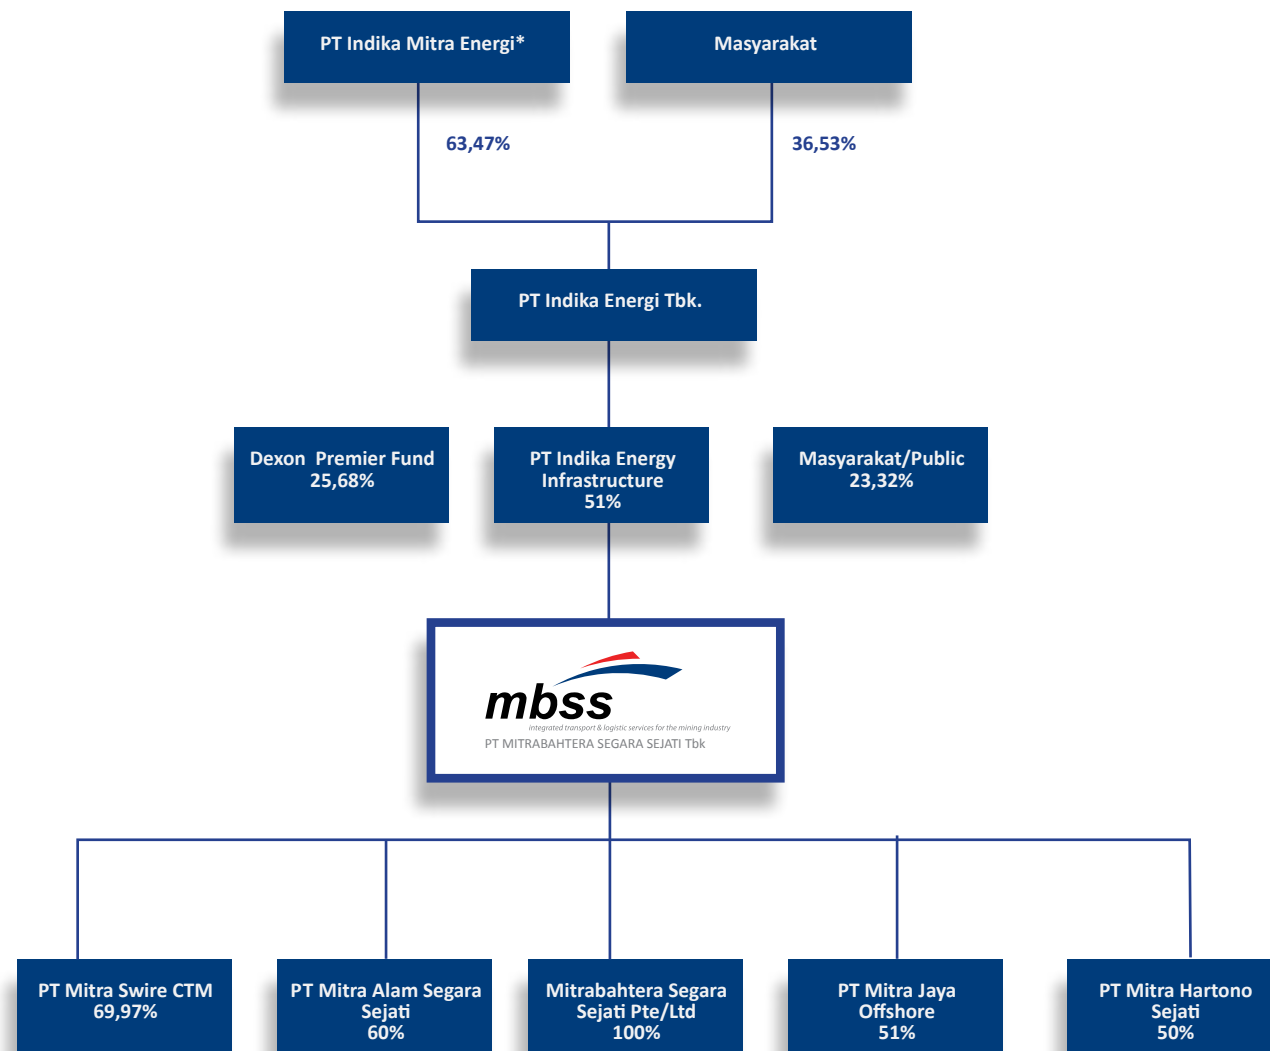 PT Indika Mitra Energi*
Masyarakat
63,47%
36,53%
PT Indika Energi Tbk.
Dexon Premier Fund
25,68%
PT Indika Energy
Infrastructure
51%
Masyarakat/Public
23,32%
mbss
integrated transport & logistic services for the mining industry
PT MITRABAHTERA SEGARA SEJATI Tbk
PT Mitra Swire CTM
69,97%
PT Mitra Alam Segara
Sejati
60%
Mitrabahtera Segara
Sejati Pte/Ltd
100%
PT Mitra Jaya
Offshore
51%
PT Mitra Hartono
Sejati
50%